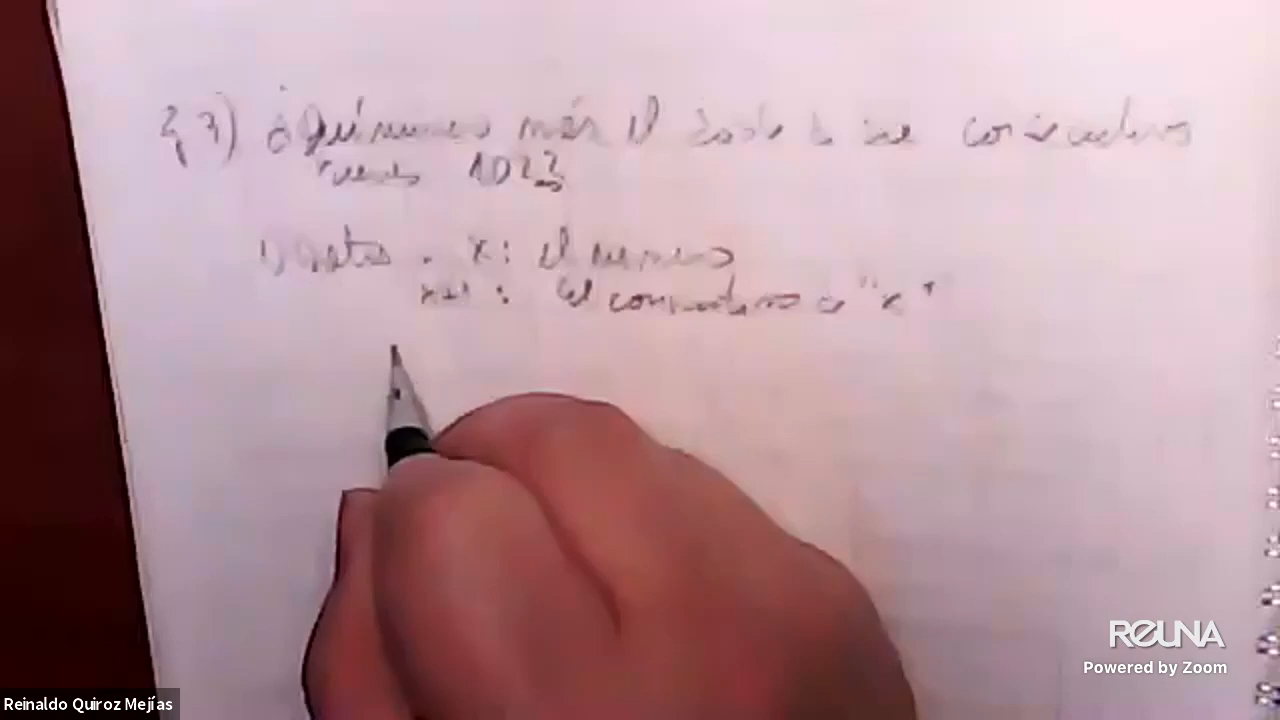 ¿Qué número más el doble de su consecutivo
suman 102?
Datos. x: el número
x+1: el consecutivo de "x"
REUNA
Powered by Zoom
Reinaldo Quiroz Mejías